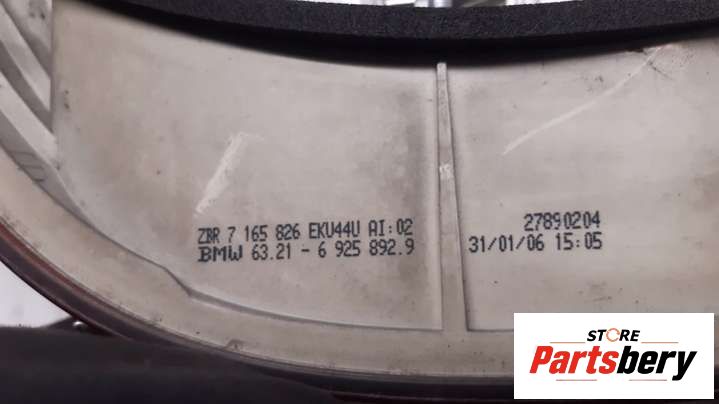 ZBR 7 165 826 EKU44U AI:02
BMW 63.21 - 6 925 892.9
27890204
31/01/06 15:05
15
STORE
Partsbery